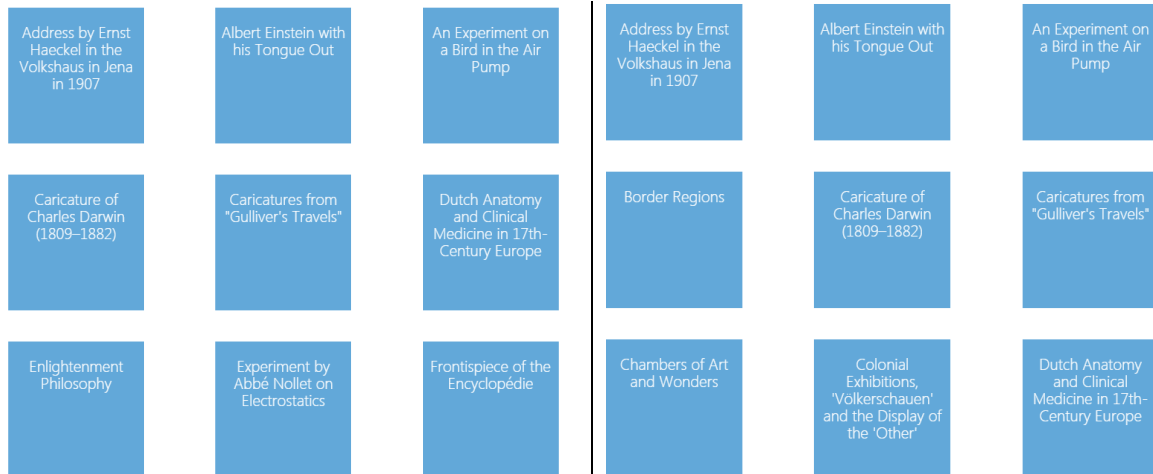 Address by Ernst
Haeckel in the
Volkshaus in Jena
in 1907
Albert Einstein with
his Tongue Out
An Experiment on
a Bird in the Air
Pump
Caricature of
Charles Darwin
(1809–1882)
Caricatures from
"Gulliver's Travels"
Dutch Anatomy
and Clinical
Medicine in 17th-
Century Europe
Enlightenment
Philosophy
Experiment by
Abbé Nollet on
Electrostatics
Frontispiece of the
Encyclopédie
Address by Ernst
Haeckel in the
Volkshaus in Jena
in 1907
Albert Einstein with
his Tongue Out
An Experiment on
a Bird in the Air
Pump
Border Regions
Caricature of
Charles Darwin
(1809–1882)
Caricatures from
"Gulliver's Travels"
Chambers of Art
and Wonders
Colonial
Exhibitions,
'Völkerschauen'
and the Display of
the 'Other'
Dutch Anatomy
and Clinical
Medicine in 17th-
Century Europe